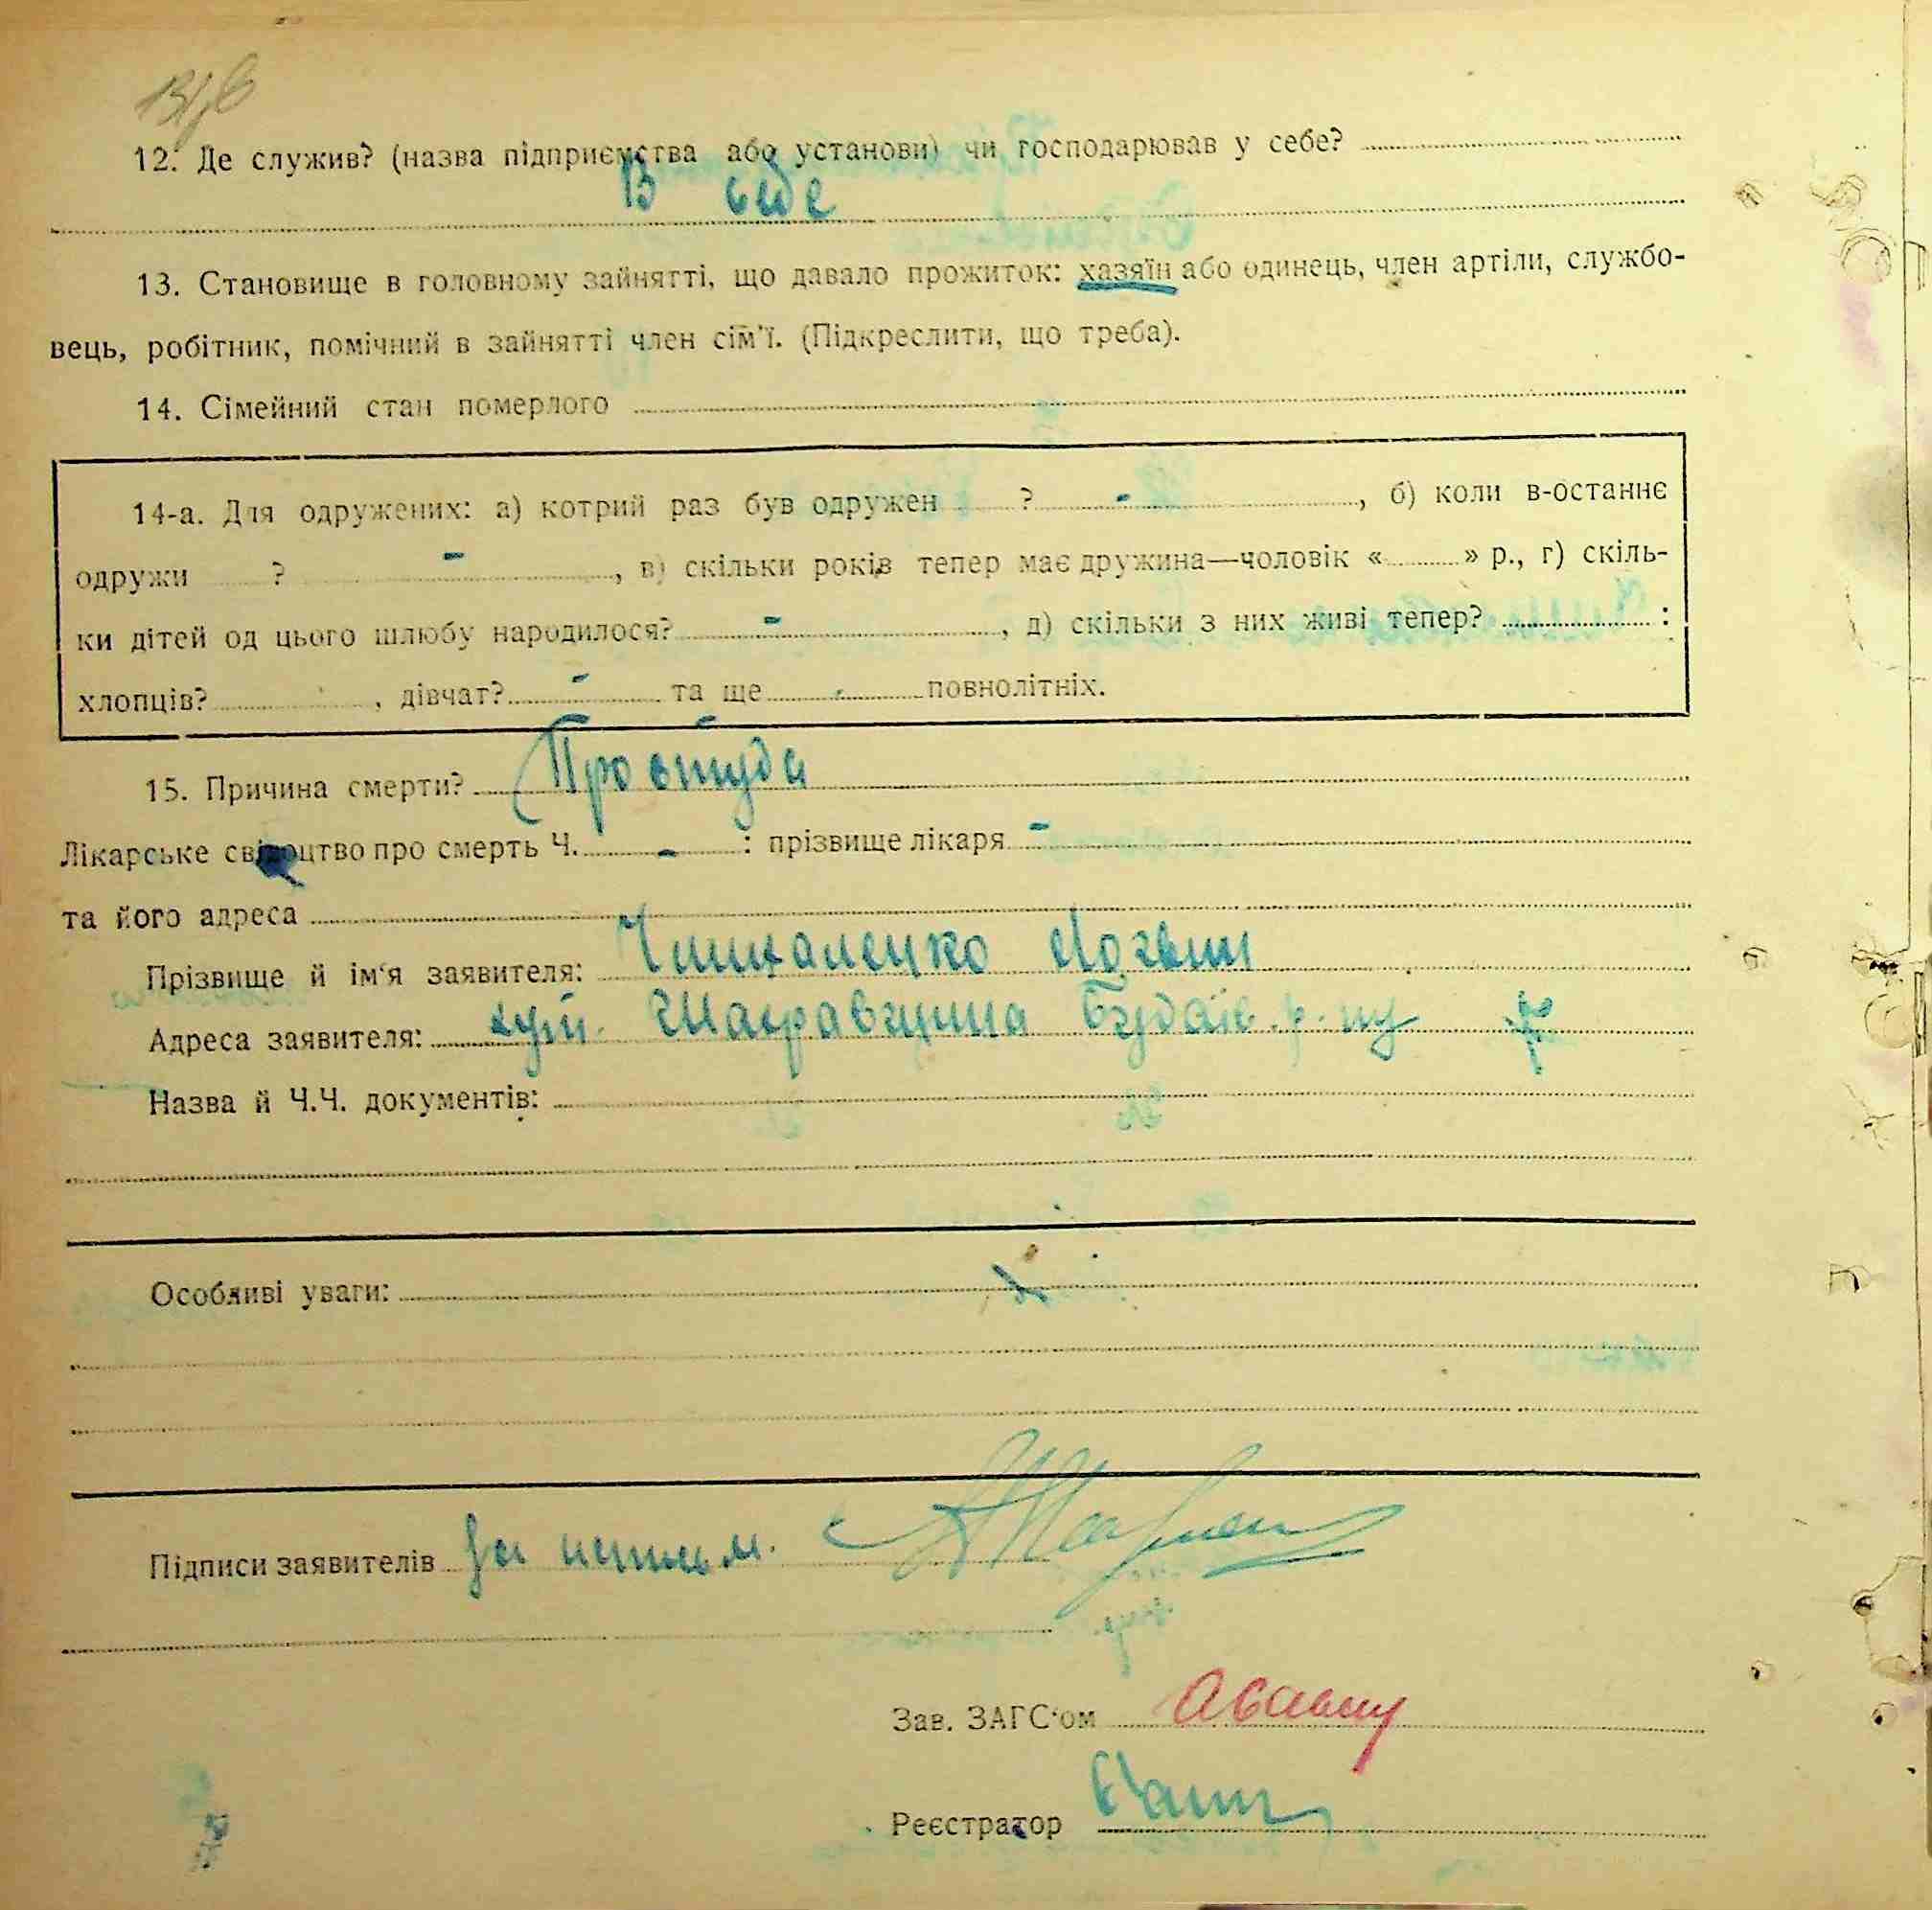 12. Де служив? (назва підприємства або установи) чи господарював у себе?
В себе
13. Становище в головному зайнятті, що давало прожиток: хазяїн або одинець, член артіли, службо-
вець, робітник, помічний в зайнятті член сім'ї. (Підкреслити, що треба).
14. Сімейний стан померлого
14-а. Для одружених: а) котрий раз був одружен ? - , б) коли в-останнє
одружи ? - , в) скільки років тепер має дружина—чоловік « » р., г) скіль-
ки дітей од цього шлюбу народилося? - , д) скільки з них живі тепер? :
хлопців? , дівчат? - та ще - повнолітніх.
15. Причина смерти? Простуда
Лікарське свідоцтво про смерть Ч. - : прізвище лікаря -
та його адреса
Прізвище й ім'я заявителя: Логвин
Адреса заявителя: хут.
Назва й Ч.Ч. документів:
Особливі уваги:
Підписи заявителів за
Зав. ЗАГС'ом
Реєстратор